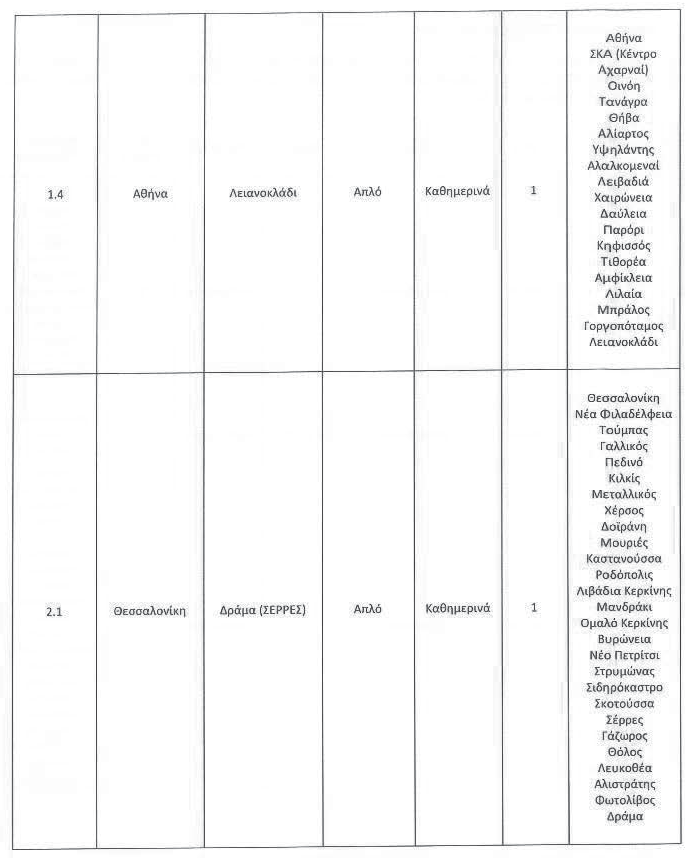 1.4
Αθήνα
Λειανοκλάδι
Απλό
Καθημερινά
1
Αθήνα
ΣΚΑ (Κέντρο
Αχαρναί)
Οινόη
Τανάγρα
Θήβα
Αλίαρτος
Υψηλάντης
Αλαλκομεναί
Λειβαδιά
Χαιρώνεια
Δαύλεια
Παρόρι
Κηφισσός
Τιθορέα
Αμφίκλεια
Λιλαία
Μπράλος
Γοργοπόταμος
Λειανοκλάδι
2.1
Θεσσαλονίκη
Δράμα (ΣΕΡΡΕΣ)
Απλό
Καθημερινά
1
Θεσσαλονίκη
Νέα Φιλαδέλφεια
Τούμπας
Γαλλικός
Πεδινό
Κιλκίς
Μεταλλικός
Χέρσος
Δοϊράνη
Μουριές
Καστανούσσα
Ροδόπολις
Λιβάδια Κερκίνης
Μανδράκι
Ομαλό Κερκίνης
Βυρώνεια
Νέο Πετρίτσι
Στρυμώνας
Σιδηρόκαστρο
Σκοτούσσα
Σέρρες
Γάζωρος
Θόλος
Λευκοθέα
Αλιστράτης
Φωτολίβος
Δράμα